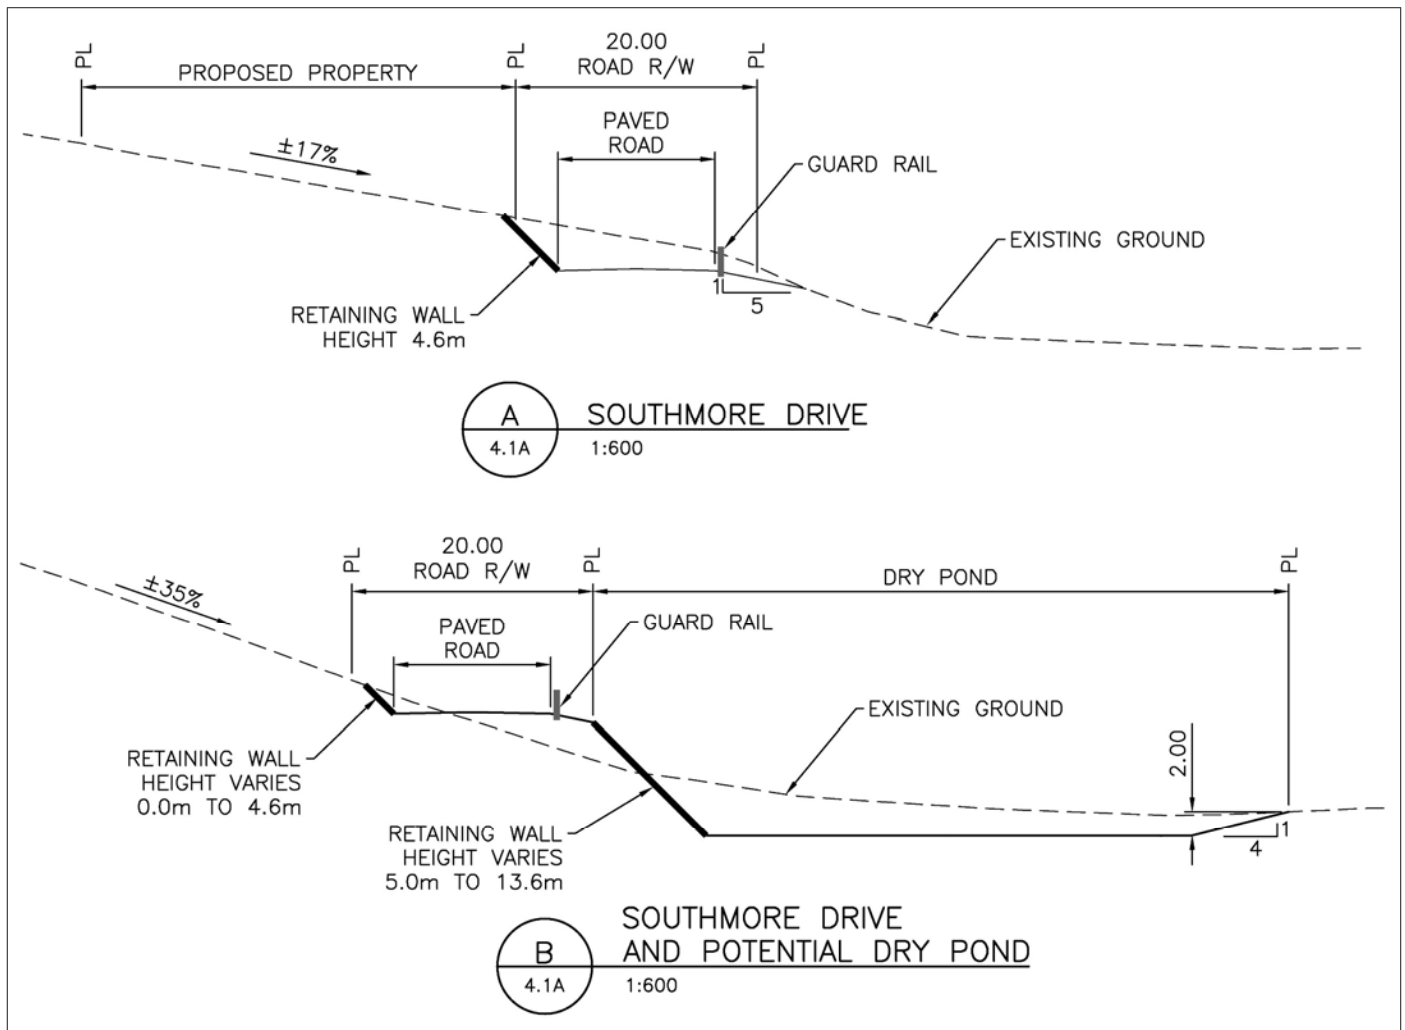 PL
PL
20.00
ROAD R/W
PL
PROPOSED PROPERTY
PAVED
ROAD
±17%
GUARD RAIL
EXISTING GROUND
1
5
RETAINING WALL
HEIGHT 4.6m
A
4.1A
SOUTHMORE DRIVE
1:600
PL
20.00
ROAD R/W
PL
DRY POND
PL
±35%
PAVED
ROAD
GUARD RAIL
EXISTING GROUND
2.00
RETAINING WALL
HEIGHT VARIES
0.0m TO 4.6m
1
4
RETAINING WALL
HEIGHT VARIES
5.0m TO 13.6m
B
4.1A
SOUTHMORE DRIVE
AND POTENTIAL DRY POND
1:600